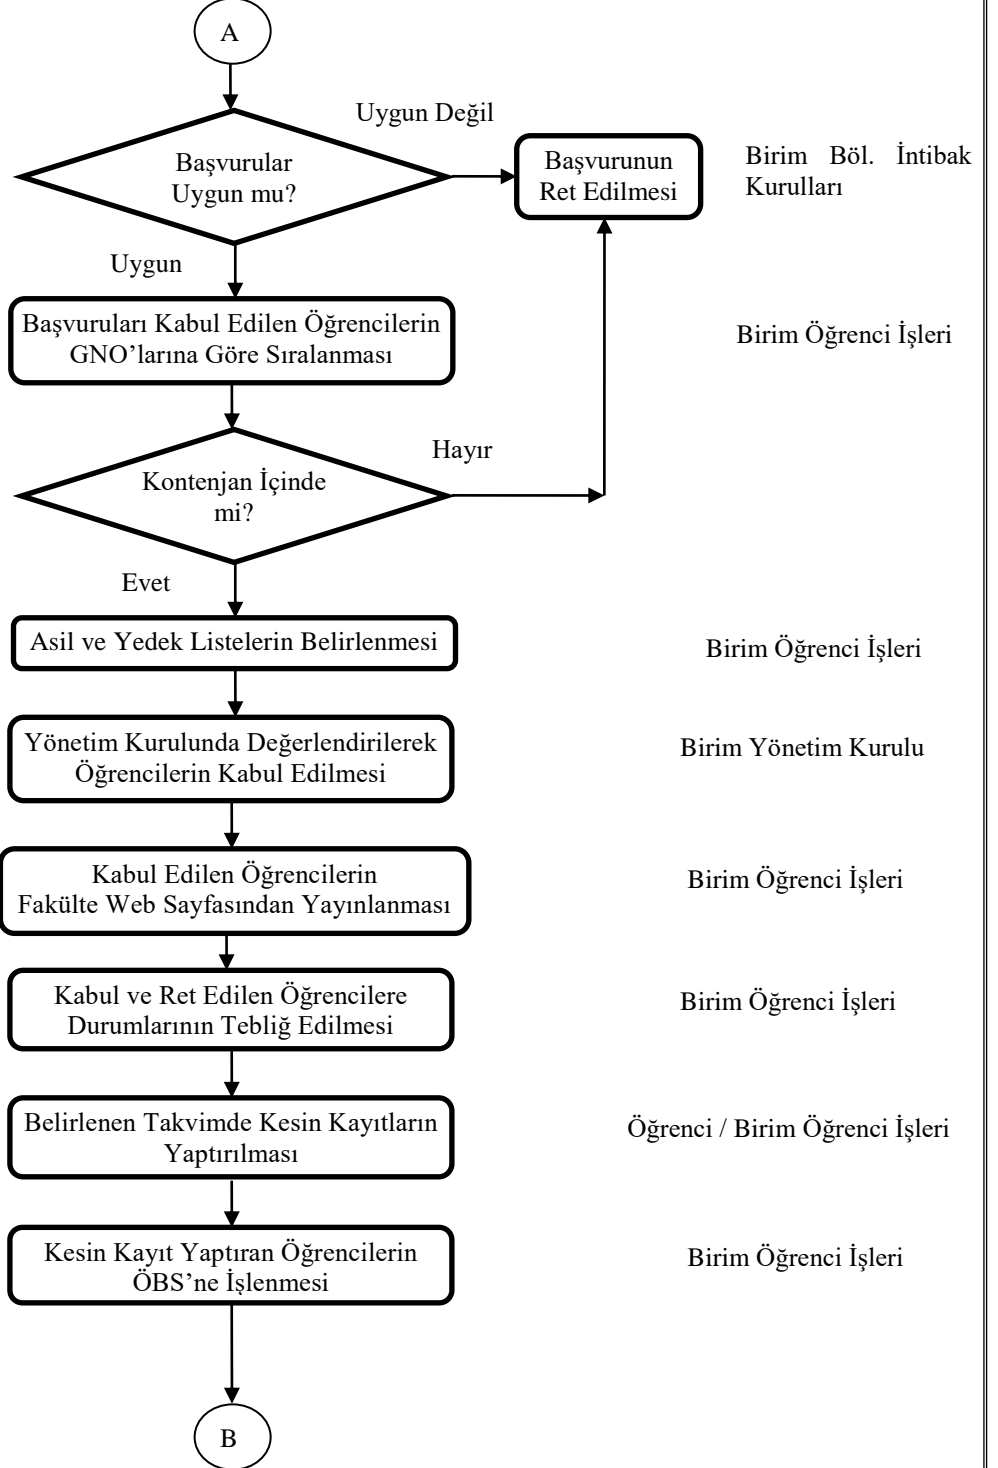 A
Uygun Değil
Başvurular
Uygun mu?
Başvurunun
Ret Edilmesi
Birim Böl. İntibak
Kurulları
Uygun
Başvuruları Kabul Edilen Öğrencilerin
GNO’larına Göre Sıralanması
Birim Öğrenci İşleri
Hayır
Kontenjan İçinde
mi?
Evet
Asil ve Yedek Listelerin Belirlenmesi
Birim Öğrenci İşleri
Yönetim Kurulunda Değerlendirilerek
Öğrencilerin Kabul Edilmesi
Birim Yönetim Kurulu
Kabul Edilen Öğrencilerin
Fakülte Web Sayfasından Yayınlanması
Birim Öğrenci İşleri
Kabul ve Ret Edilen Öğrencilere
Durumlarının Tebliğ Edilmesi
Birim Öğrenci İşleri
Belirlenen Takvimde Kesin Kayıtların
Yaptırılması
Öğrenci / Birim Öğrenci İşleri
Kesin Kayıt Yaptıran Öğrencilerin
ÖBS’ne İşlenmesi
Birim Öğrenci İşleri
B